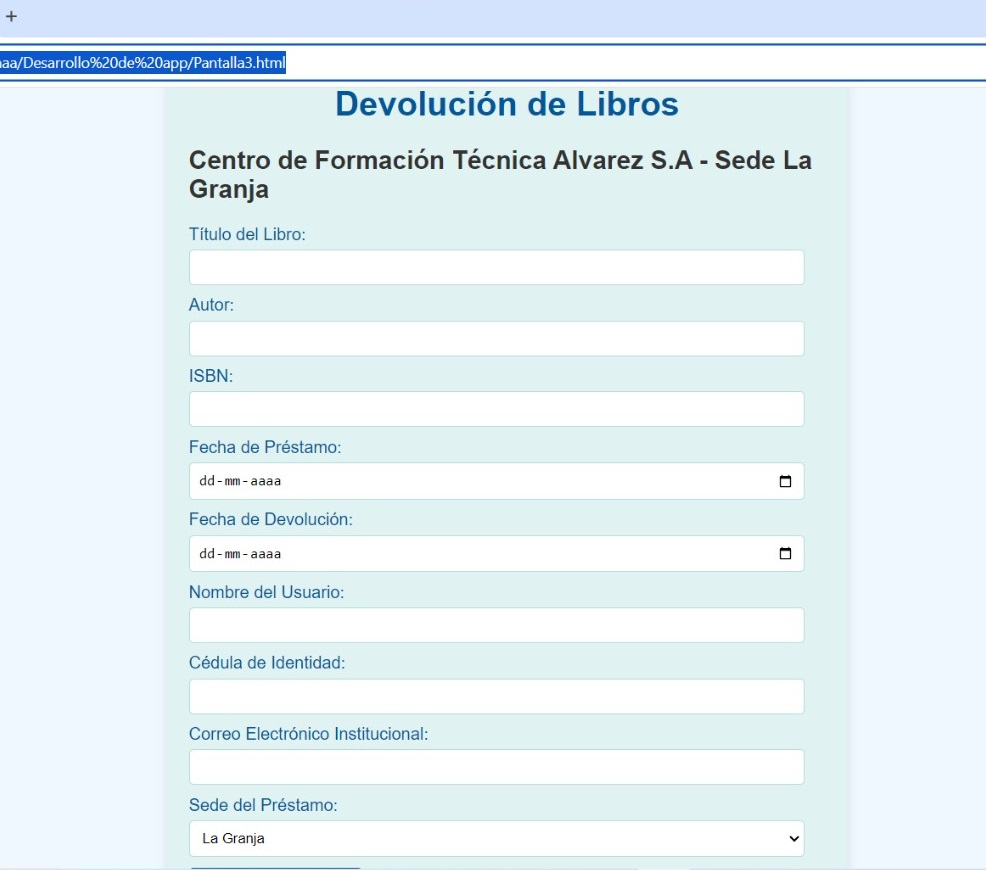 +
aaa/Desarrollo%20de%20app/Pantalla3.html
Devolución de Libros
Centro de Formación Técnica Alvarez S.A - Sede La
Granja
Título del Libro:
Autor:
ISBN:
Fecha de Préstamo:
dd-mm-aaaa
Fecha de Devolución:
dd-mm-aaaa
Nombre del Usuario:
Cédula de Identidad:
Correo Electrónico Institucional:
Sede del Préstamo:
La Granja